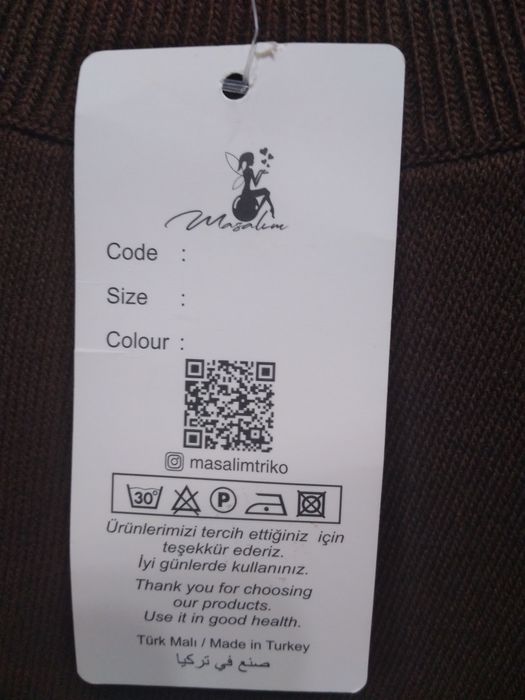 Masalım
Code :
Size :
Colour :
masalimtriko
30°
P
Ürünlerimizi tercih ettiğiniz için
teşekkür ederiz.
İyi günlerde kullanınız.
Thank you for choosing
our products.
Use it in good health.
Türk Malı / Made in Turkey
صنع في تركيا